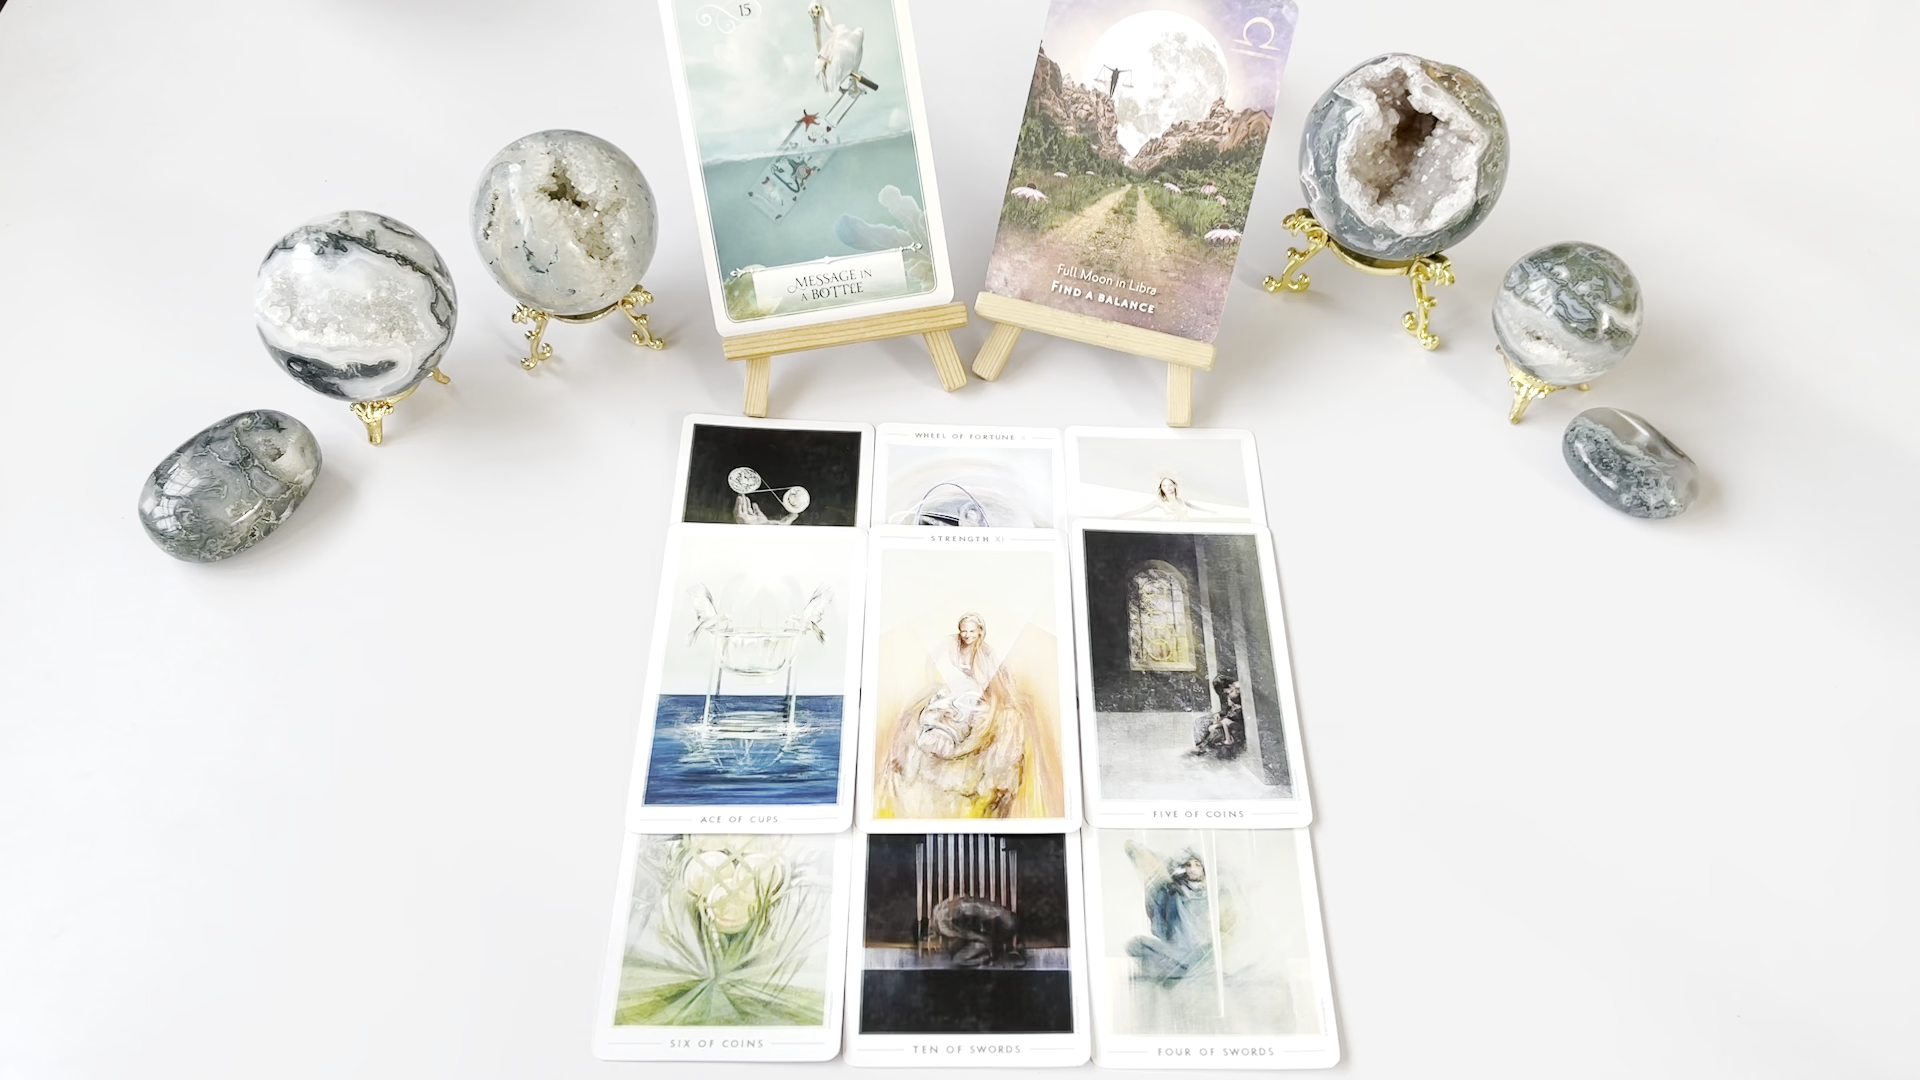 15
MESSAGE IN
A BOTTLE
Full Moon in Libra
FIND A BALANCE
WHEEL OF FORTUNE X
STRENGTH XI
ACE OF CUPS
FIVE OF COINS
SIX OF COINS
TEN OF SWORDS
FOUR OF SWORDS